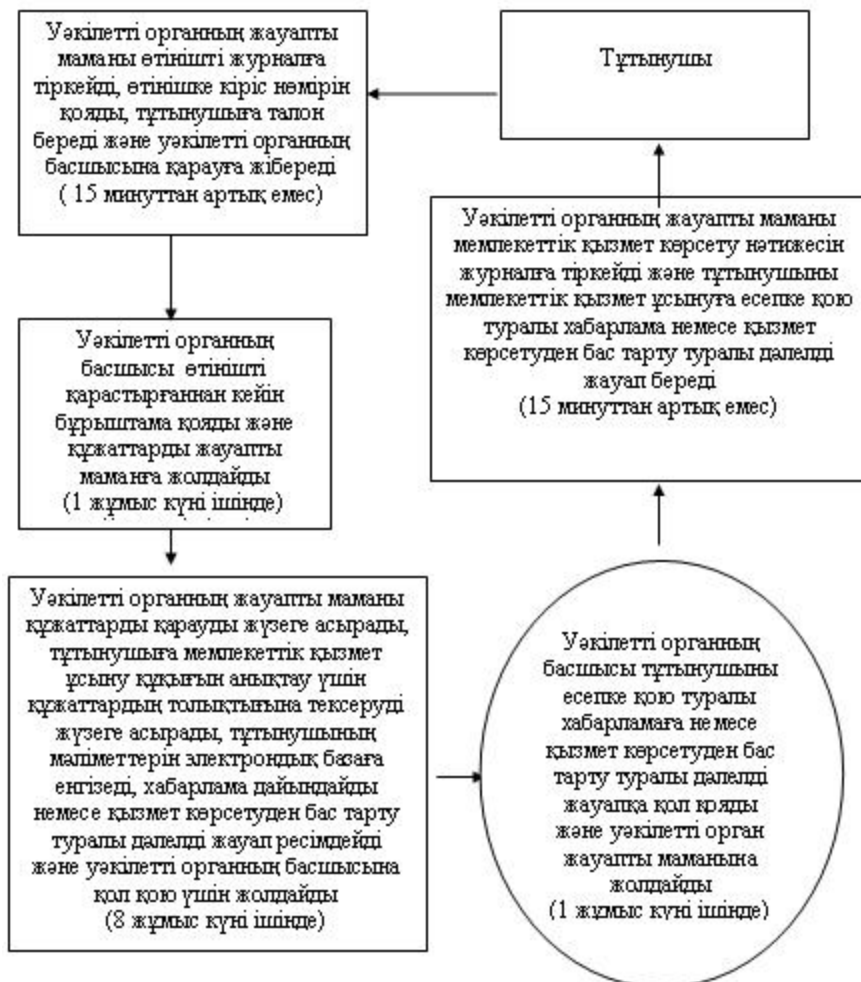 Уәкілетті органның жауапты
маманы өтінішті журналға
тіркейді, өтінішке кіріс нөмірін
қояды, тұтынушыға талон
береді және уәкілетті органның
басшысына қарауға жібереді
( 15 минуттан артық емес)
Тұтынушы
Уәкілетті органның жауапты маманы
мемлекеттік қызмет көрсету нәтижесін
журналға тіркейді және тұтынушыны
мемлекеттік қызмет ұсынуға есепке қою
туралы хабарлама немесе қызмет
көрсетуден бас тарту туралы дәлелді
жауап береді
(15 минуттан артық емес)
Уәкілетті органның
басшысы өтінішті
қарастырғаннан кейін
бұрыштама қояды және
құжаттарды жауапты
маманға жолдайды
(1 жұмыс күні ішінде)
Уәкілетті органның жауапты маманы
құжаттарды қарауды жүзеге асырады,
тұтынушыға мемлекеттік қызмет
ұсыну құқығын анықтау үшін
құжаттардың толықтығына тексеруді
жүзеге асырады, тұтынушының
мәліметтерін электрондық базаға
енгізеді, хабарлама дайындайды
немесе қызмет көрсетуден бас тарту
туралы дәлелді жауап ресімдейді
және уәкілетті органның басшысына
қол қою үшін жолдайды
(8 жұмыс күні ішінде)
Уәкілетті органның
басшысы тұтынушыны
есепке қою туралы
хабарламаға немесе
қызмет көрсетуден бас
тарту туралы дәлелді
жауапқа қол қояды
және уәкілетті орган
жауапты маманына
жолдайды
(1 жұмыс күні ішінде)